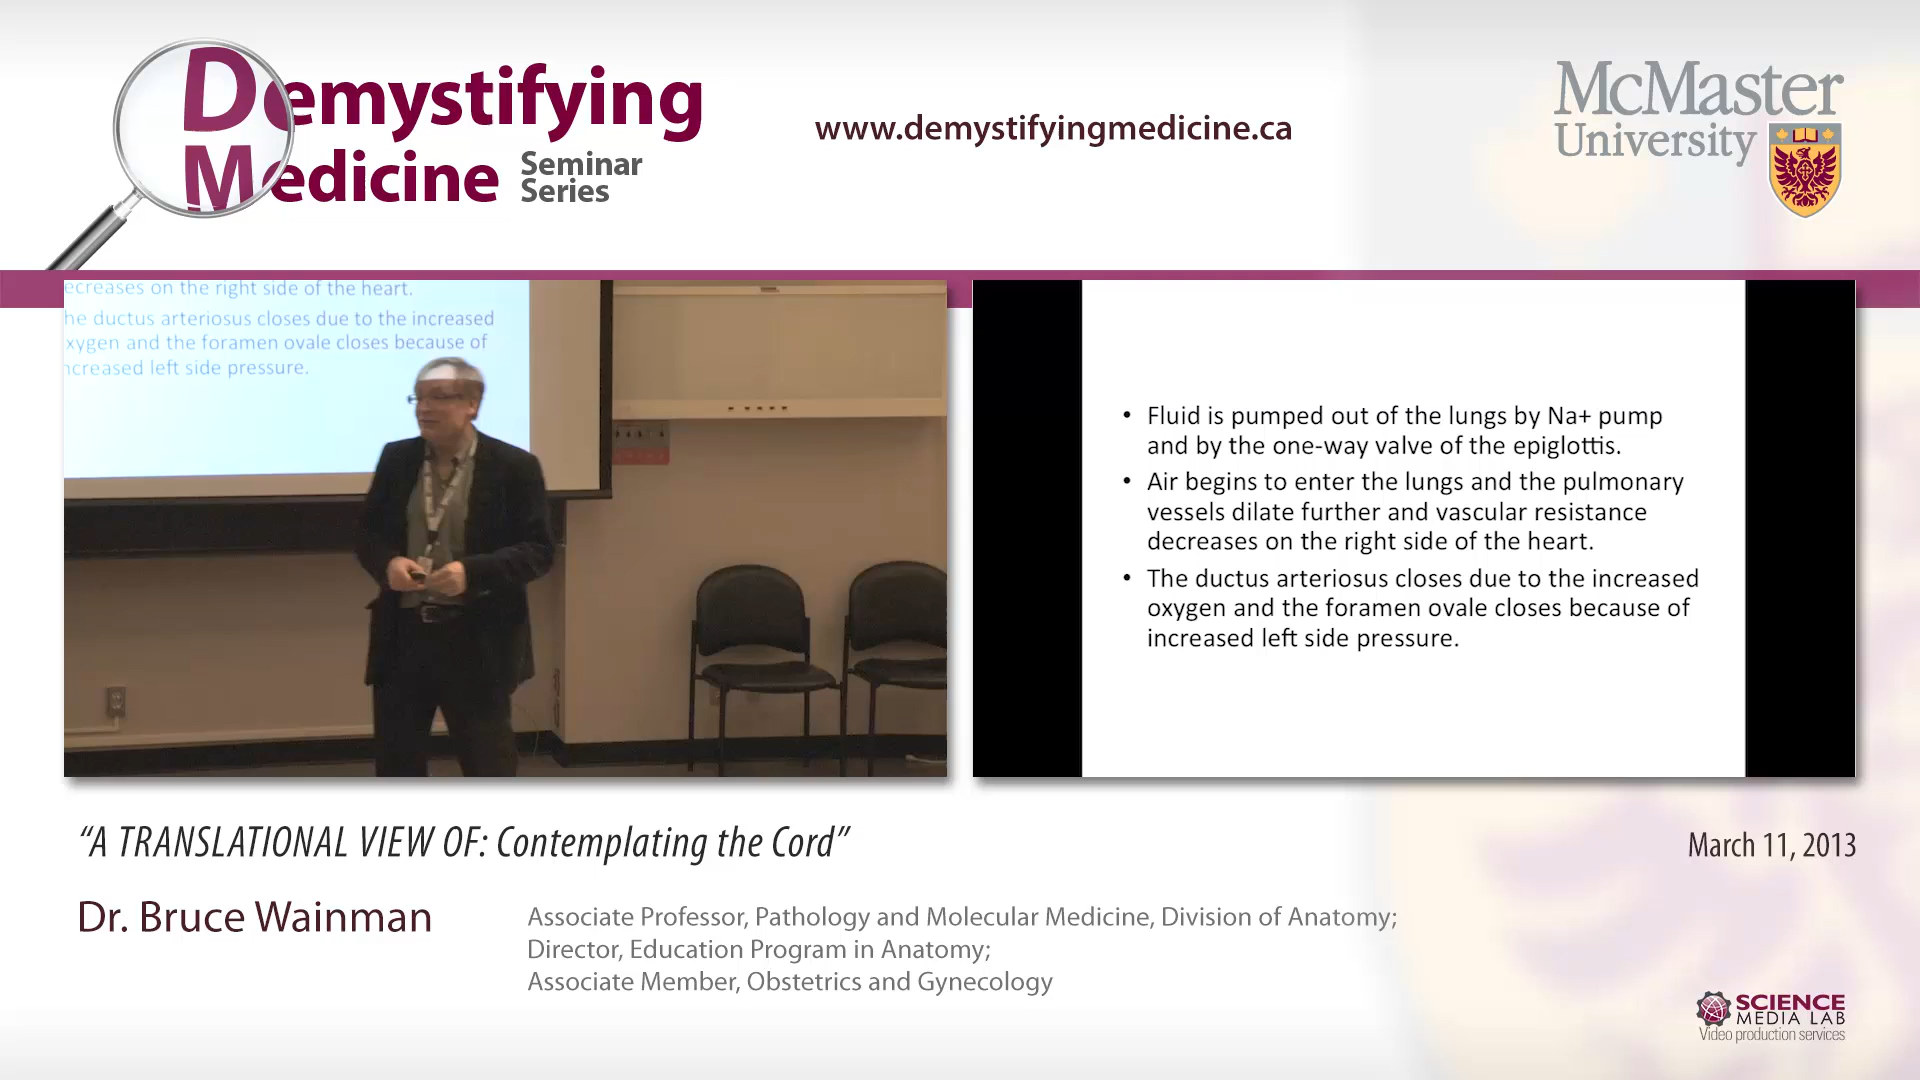 Demystifying
Medicine Seminar Series
www.demystifyingmedicine.ca
McMaster
University
ecreases on the right side of the heart.
he ductus arteriosus closes due to the increased
xygen and the foramen ovale closes because of
ncreased left side pressure.
• Fluid is pumped out of the lungs by Na+ pump
and by the one-way valve of the epiglottis.
• Air begins to enter the lungs and the pulmonary
vessels dilate further and vascular resistance
decreases on the right side of the heart.
• The ductus arteriosus closes due to the increased
oxygen and the foramen ovale closes because of
increased left side pressure.
“A TRANSLATIONAL VIEW OF: Contemplating the Cord”
March 11, 2013
Dr. Bruce Wainman
Associate Professor, Pathology and Molecular Medicine, Division of Anatomy;
Director, Education Program in Anatomy;
Associate Member, Obstetrics and Gynecology
SCIENCE
MEDIA LAB
Video production services